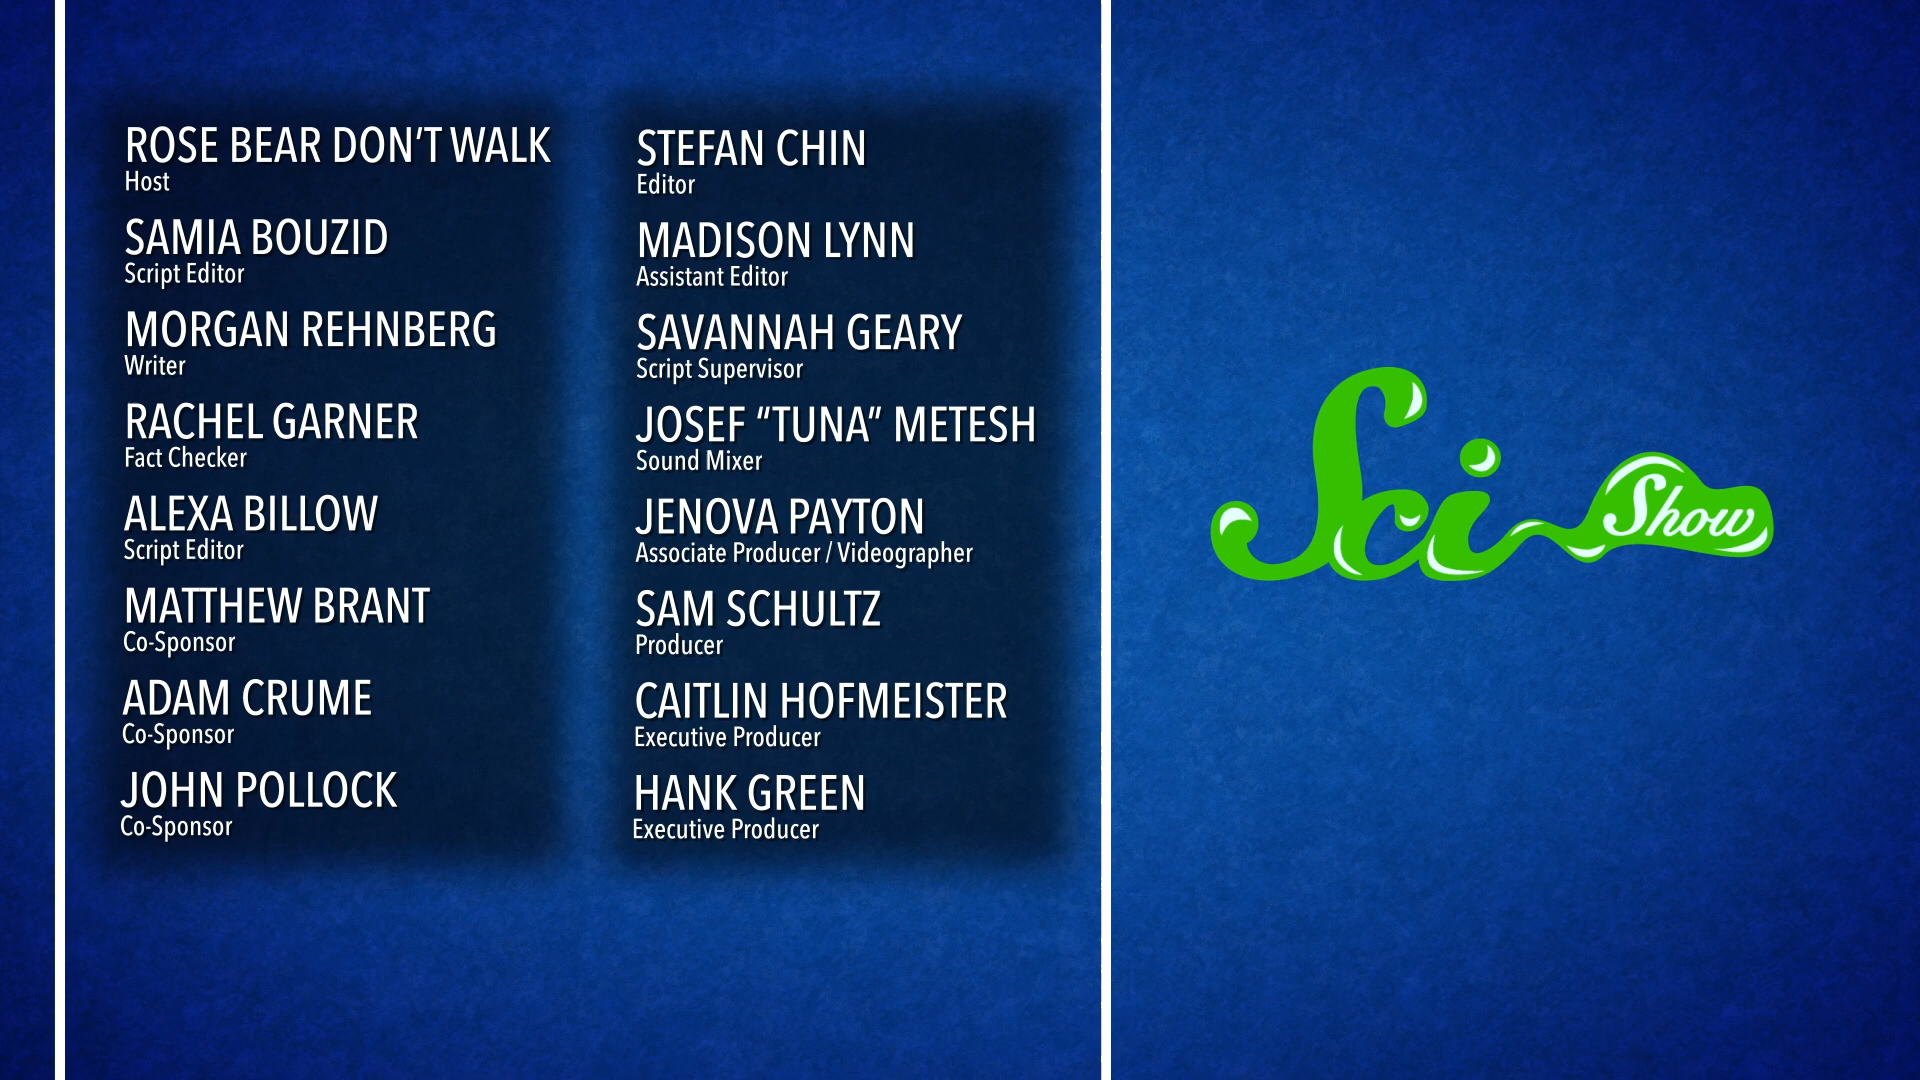 ROSE BEAR DON'T WALK
Host
SAMIA BOUZID
Script Editor
MORGAN REHNBERG
Writer
RACHEL GARNER
Fact Checker
ALEXA BILLOW
Script Editor
MATTHEW BRANT
Co-Sponsor
ADAM CRUME
Co-Sponsor
JOHN POLLOCK
Co-Sponsor
STEFAN CHIN
Editor
MADISON LYNN
Assistant Editor
SAVANNAH GEARY
Script Supervisor
JOSEF “TUNA” METESH
Sound Mixer
JENOVA PAYTON
Associate Producer / Videographer
SAM SCHULTZ
Producer
CAITLIN HOFMEISTER
Executive Producer
HANK GREEN
Executive Producer
Sci Show